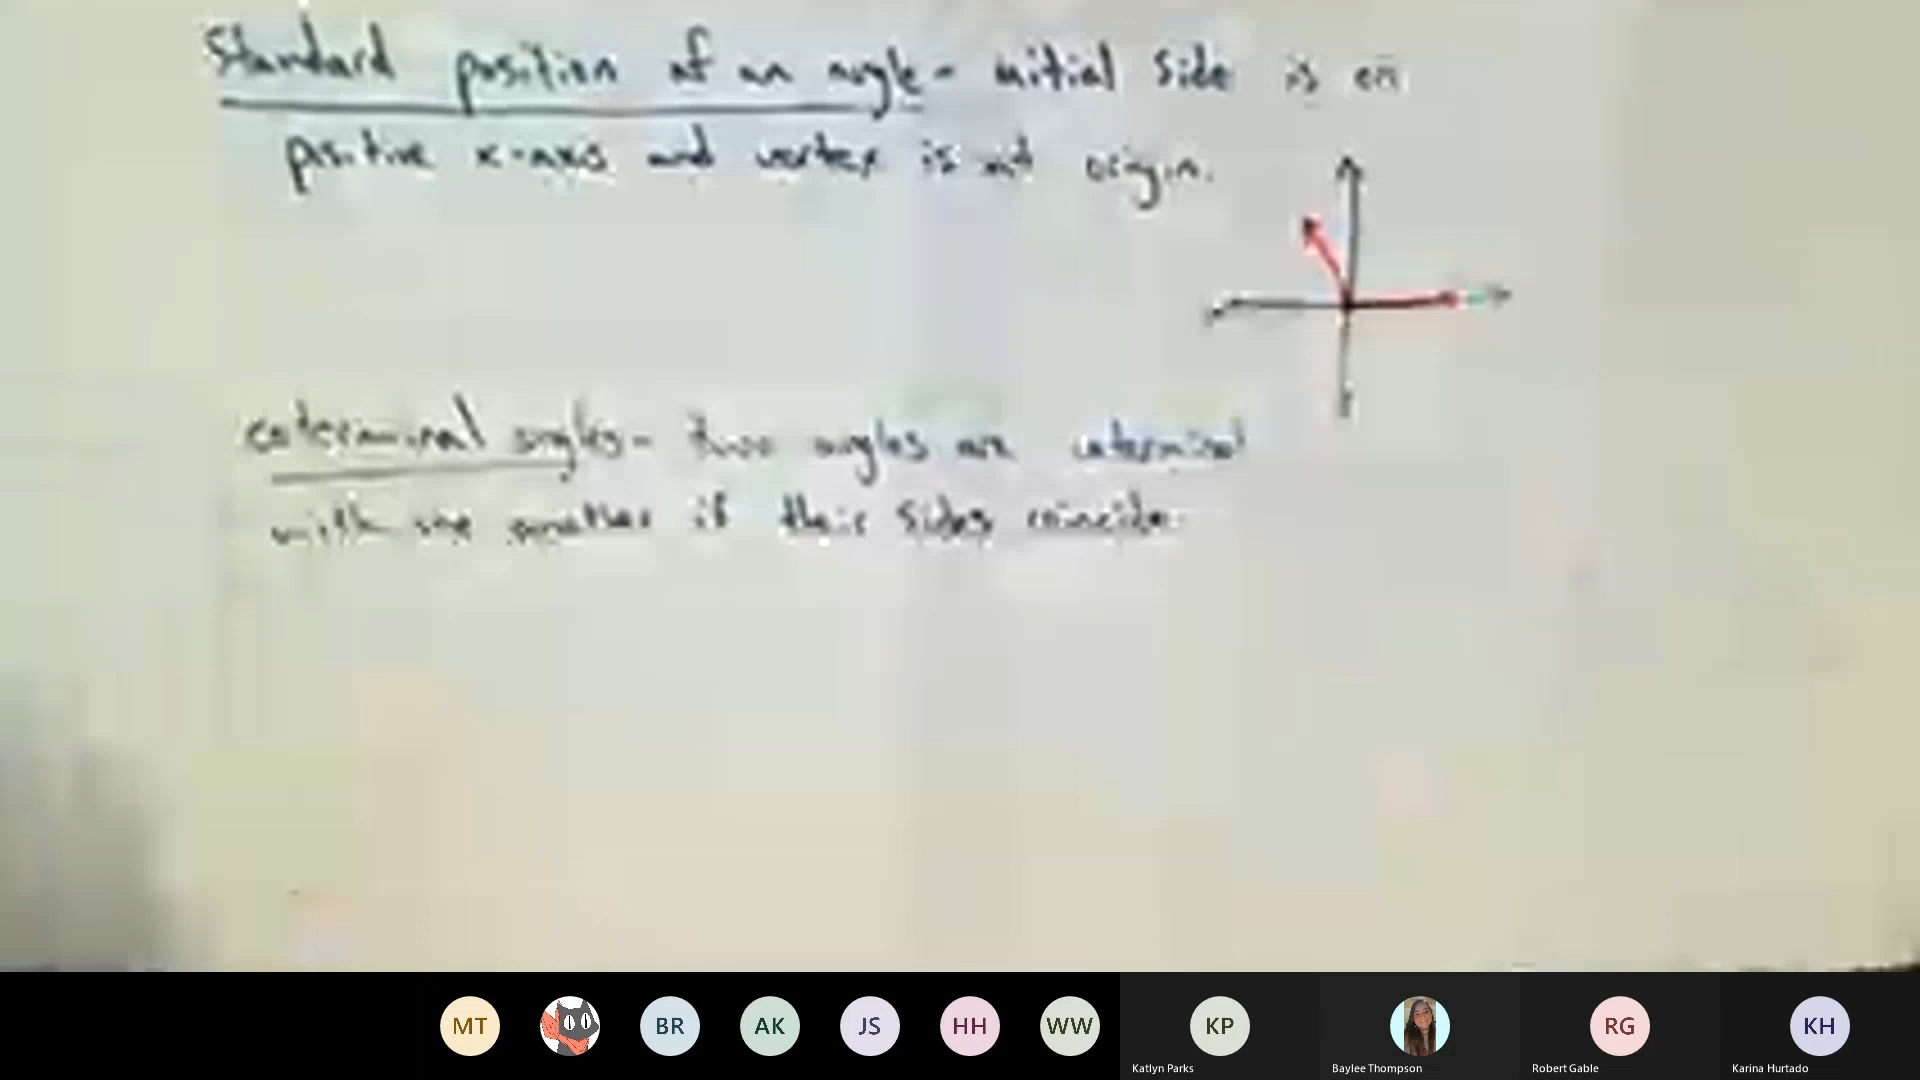 Standard position of an angle - initial side is on
positive x-axis and vertex is at origin.
coterminal angles - two angles are coterminal
with one another if their sides coincide.
MT
BR
AK
JS
HH
WW
KP
RG
KH
Katlyn Parks
Baylee Thompson
Robert Gable
Karina Hurtado